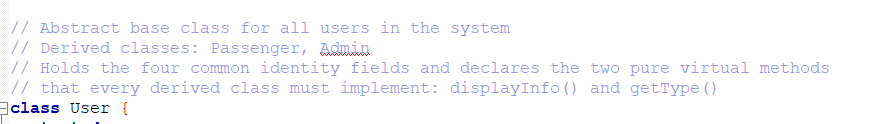 // Abstract base class for all users in the system
// Derived classes: Passenger, Admin
// Holds the four common identity fields and declares the two pure virtual methods
// that every derived class must implement: displayInfo() and getType()
class User {